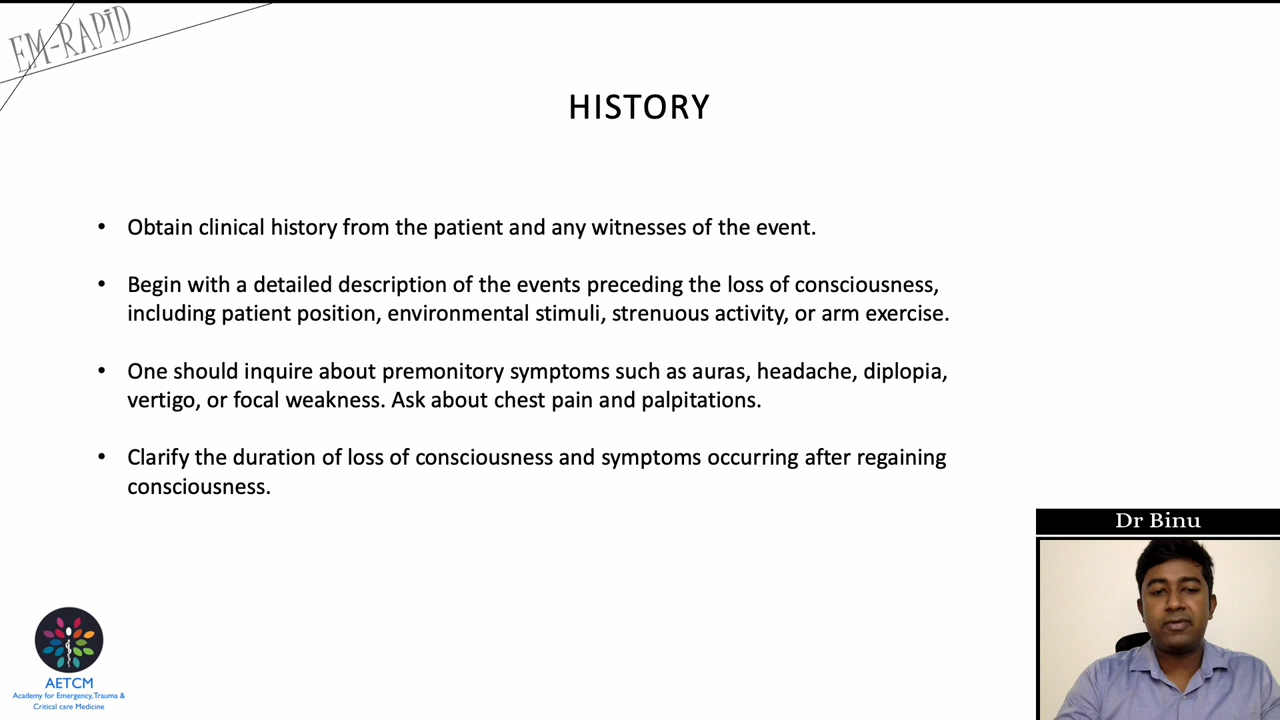 EM-RAPID
HISTORY
• Obtain clinical history from the patient and any witnesses of the event.
• Begin with a detailed description of the events preceding the loss of consciousness,
including patient position, environmental stimuli, strenuous activity, or arm exercise.
• One should inquire about premonitory symptoms such as auras, headache, diplopia,
vertigo, or focal weakness. Ask about chest pain and palpitations.
• Clarify the duration of loss of consciousness and symptoms occurring after regaining
consciousness.
Dr Binu
AETCM
Academy for Emergency, Trauma &
Critical care Medicine